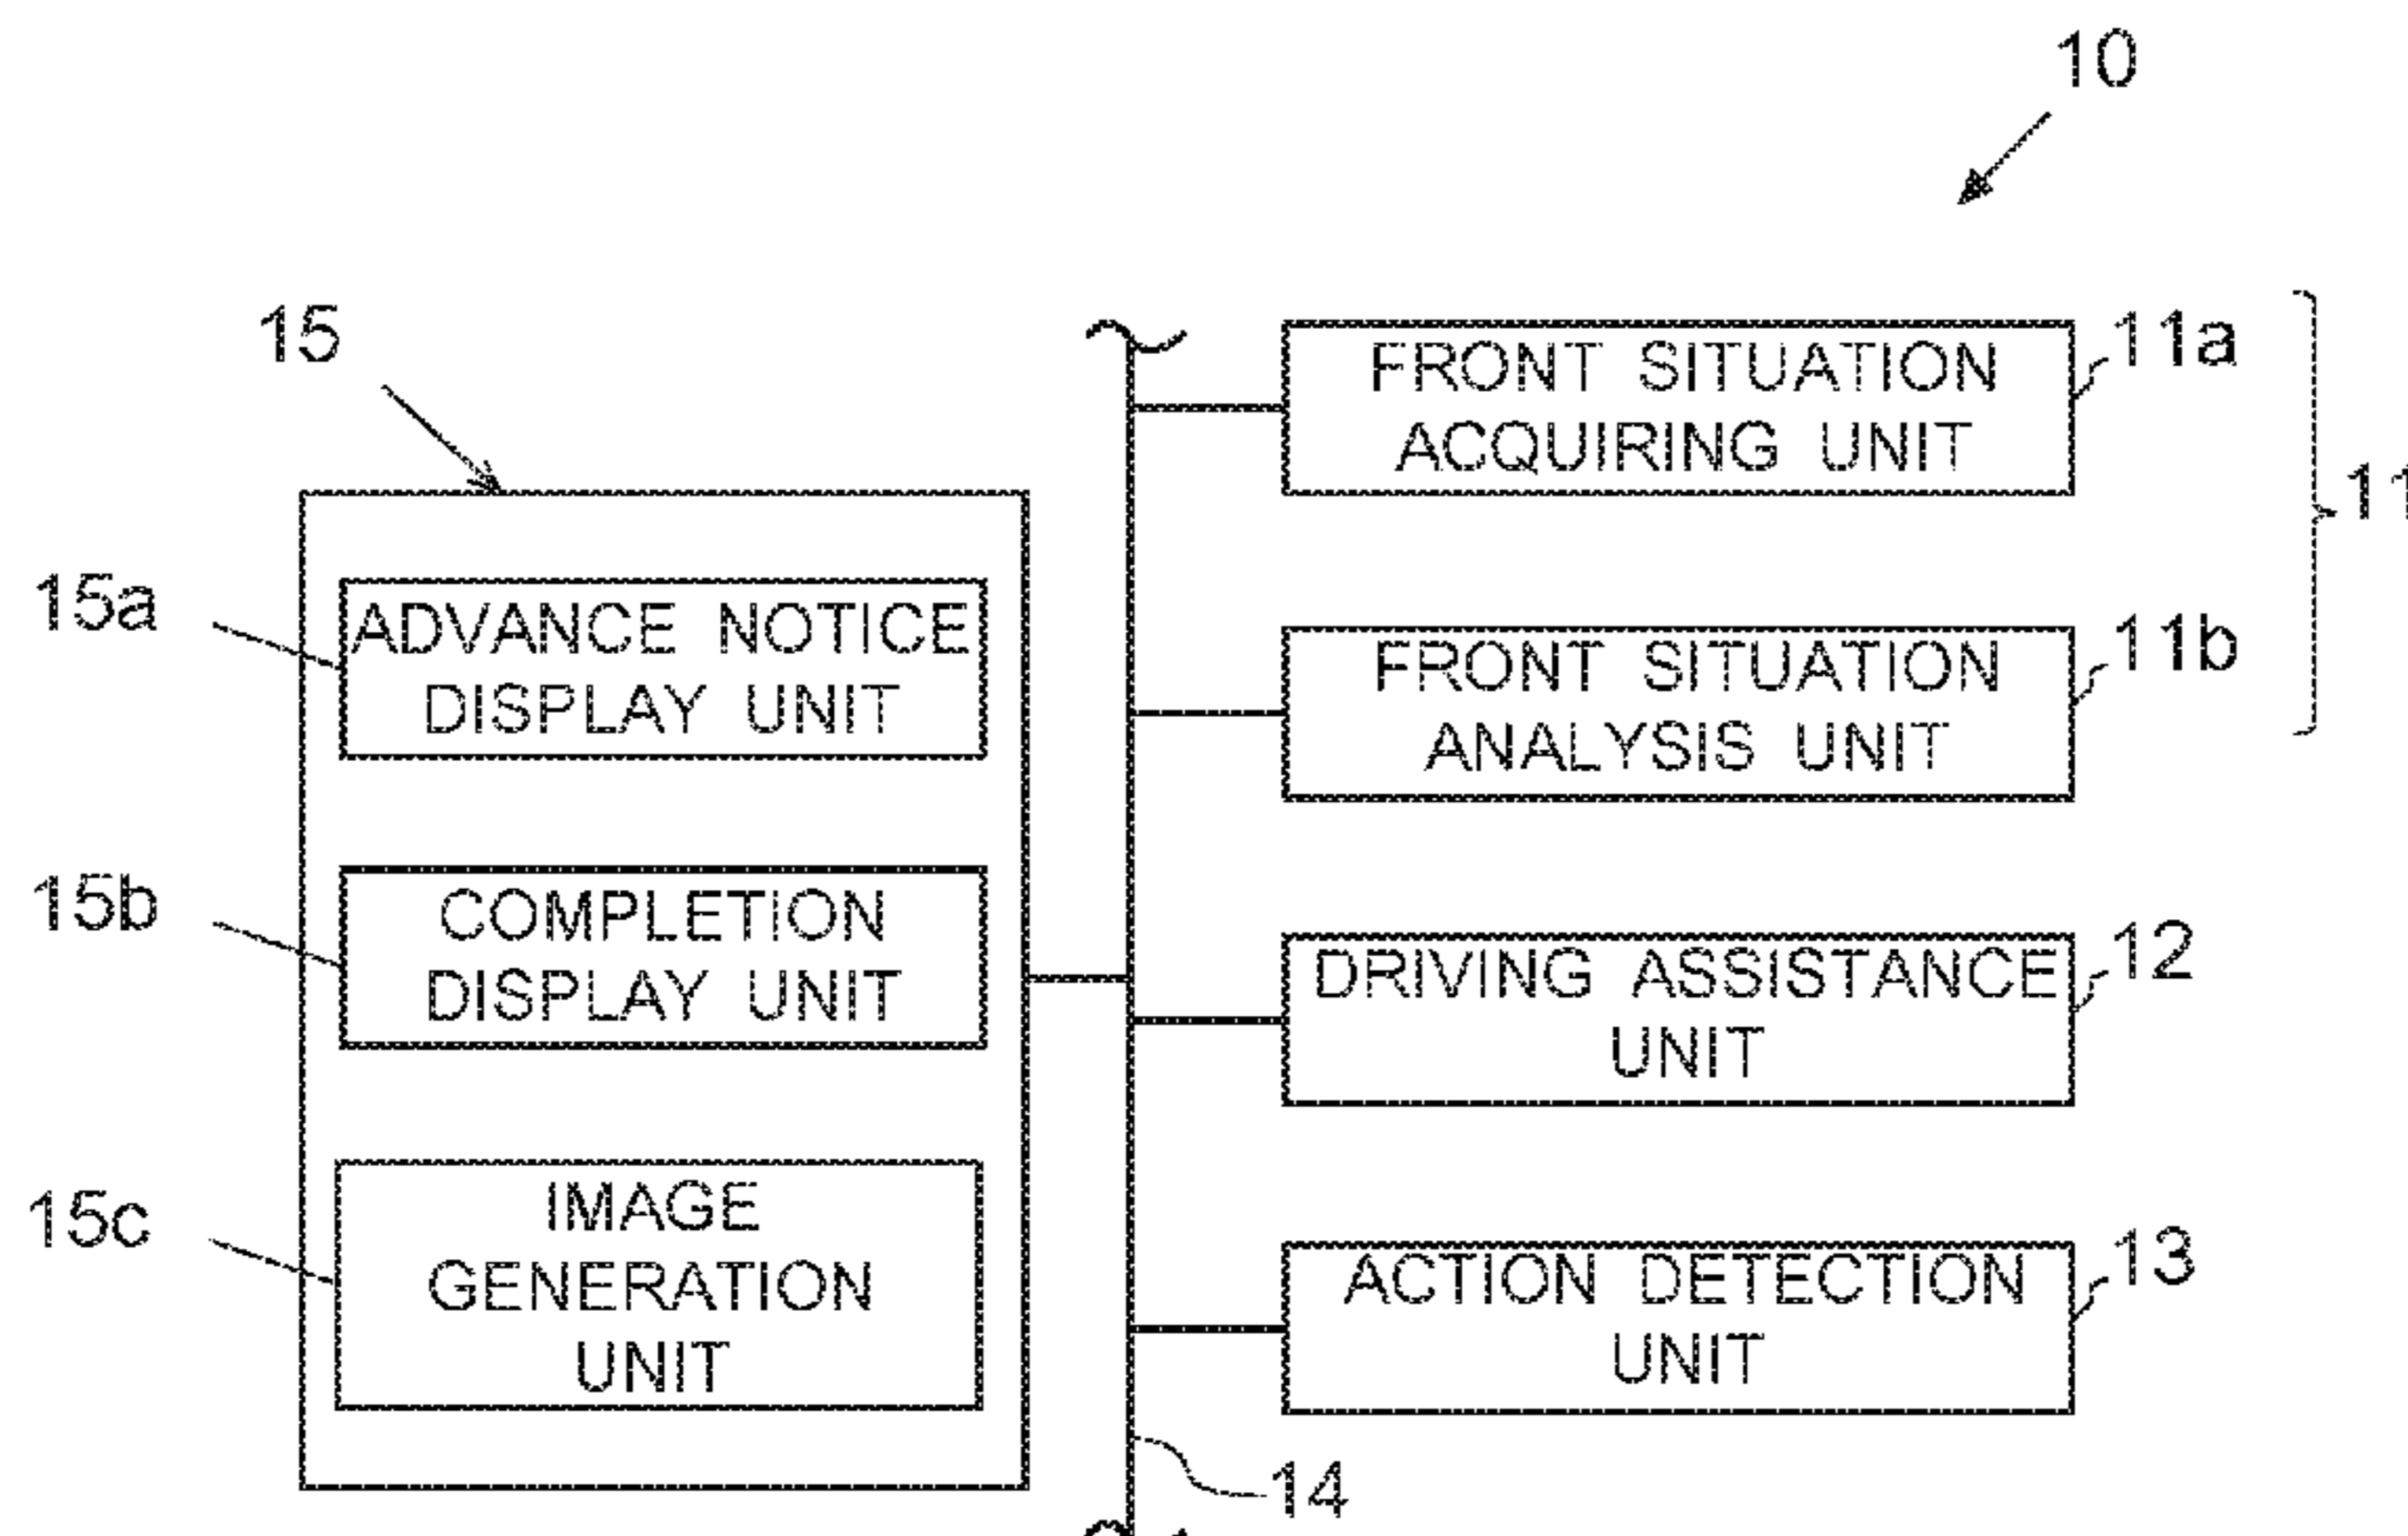 10
15
FRONT SITUATION
ACQUIRING UNIT
11a
11
15a
ADVANCE NOTICE
DISPLAY UNIT
FRONT SITUATION
ANALYSIS UNIT
11b
15b
COMPLETION
DISPLAY UNIT
DRIVING ASSISTANCE
UNIT
12
15c
IMAGE
GENERATION
UNIT
ACTION DETECTION
UNIT
13
14